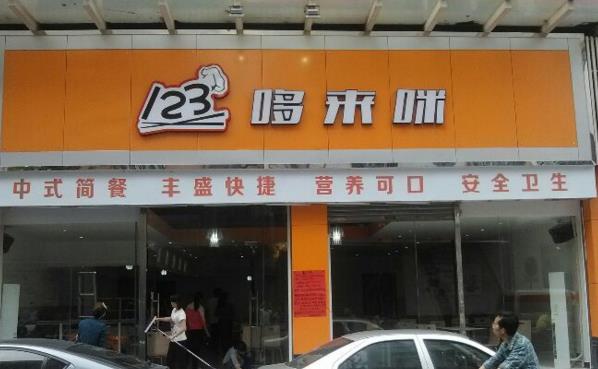 123 哆来咪
中式简餐 丰盛快捷 营养可口 安全卫生